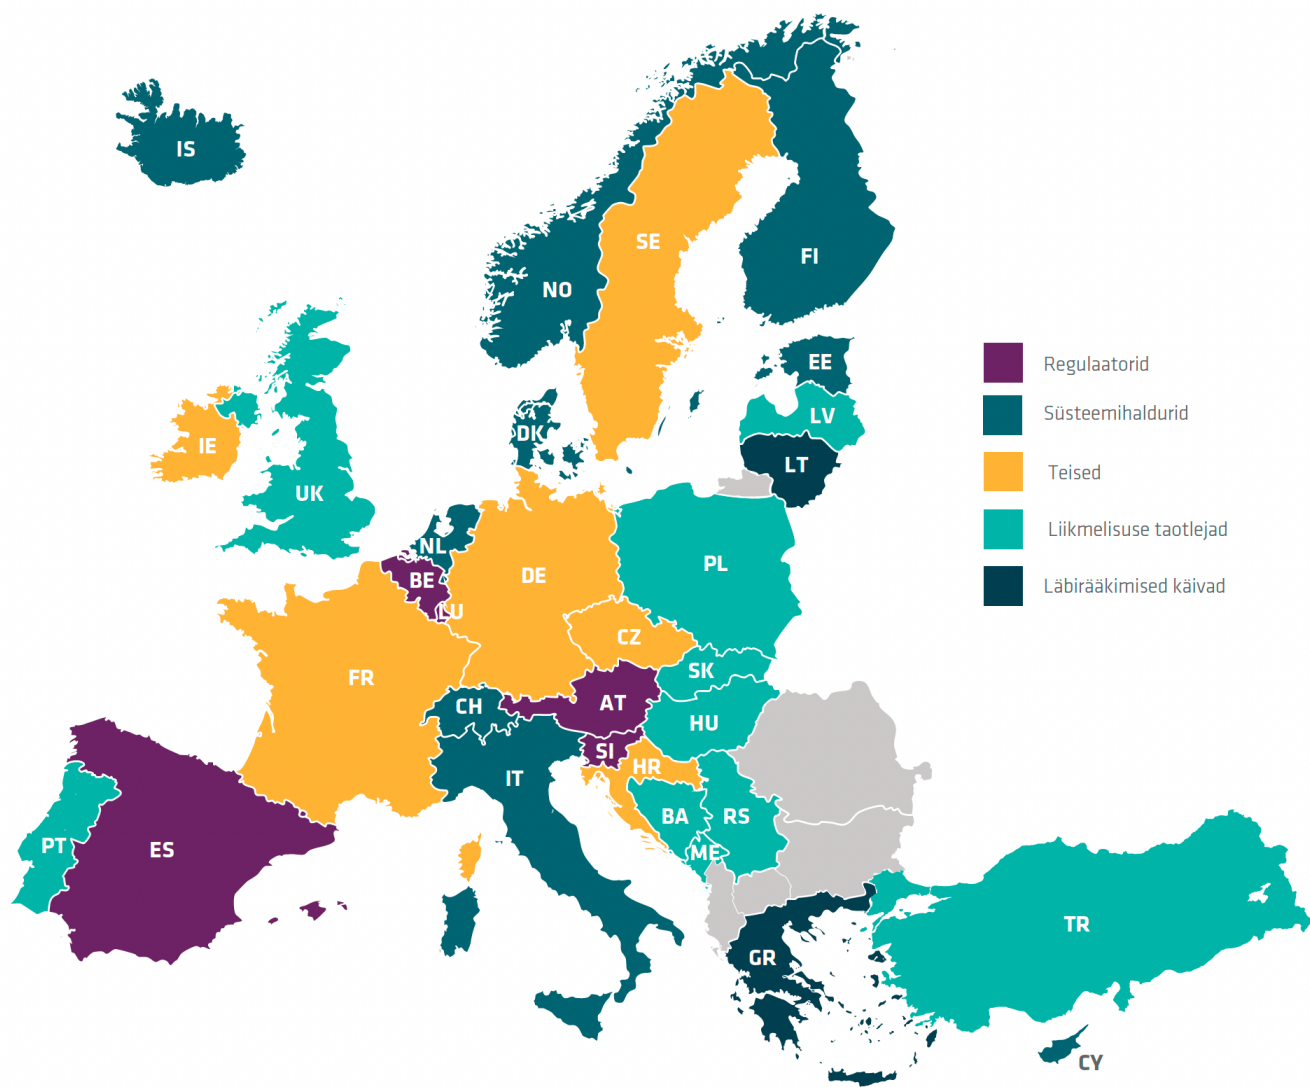 IS
SE
FI
NO
EE
Regulaatorid
LV
Süsteemihaldurid
DK
IE
LT
Teised
UK
Liikmelisuse taotlejad
NL
PL
BE
DE
Läbirääkimised käivad
LU
CZ
SK
FR
CH
AT
HU
SI
HR
IT
BA
RS
PT
ES
ME
TR
GR
CY